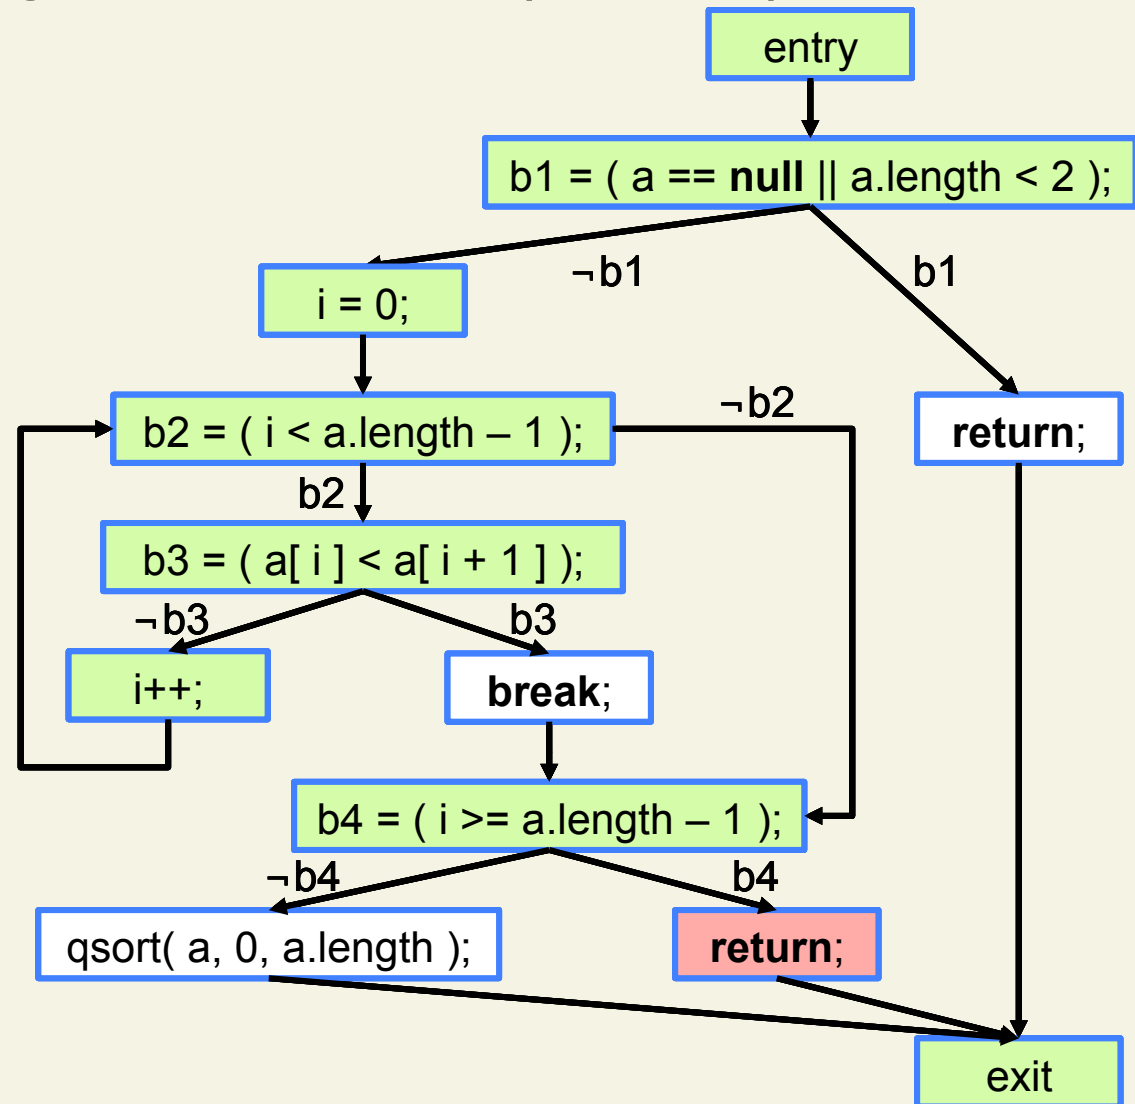 entry
b1 = ( a == null || a.length < 2 );
¬b1
b1
i = 0;
¬b2
b2 = ( i < a.length – 1 );
return;
b2
b3 = ( a[ i ] < a[ i + 1 ] );
¬b3
b3
i++;
break;
b4 = ( i >= a.length – 1 );
¬b4
b4
qsort( a, 0, a.length );
return;
exit